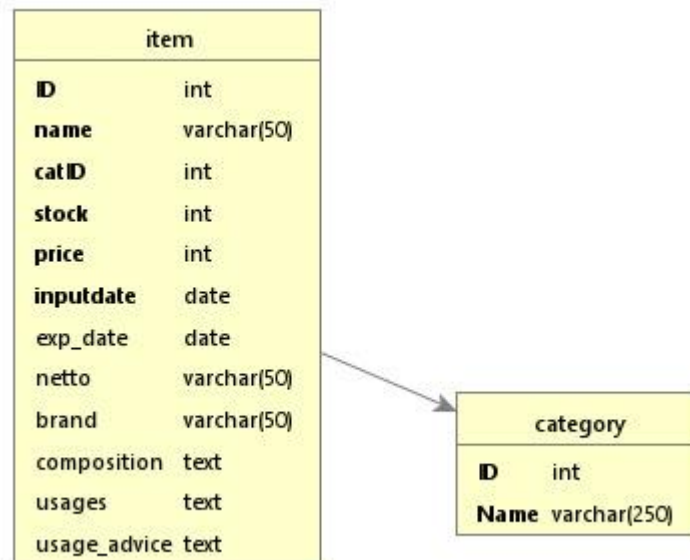 item
ID int
name varchar(50)
catID int
stock int
price int
inputdate date
exp_date date
netto varchar(50)
brand varchar(50)
composition text
usages text
usage_advice text
category
ID int
Name varchar(250)